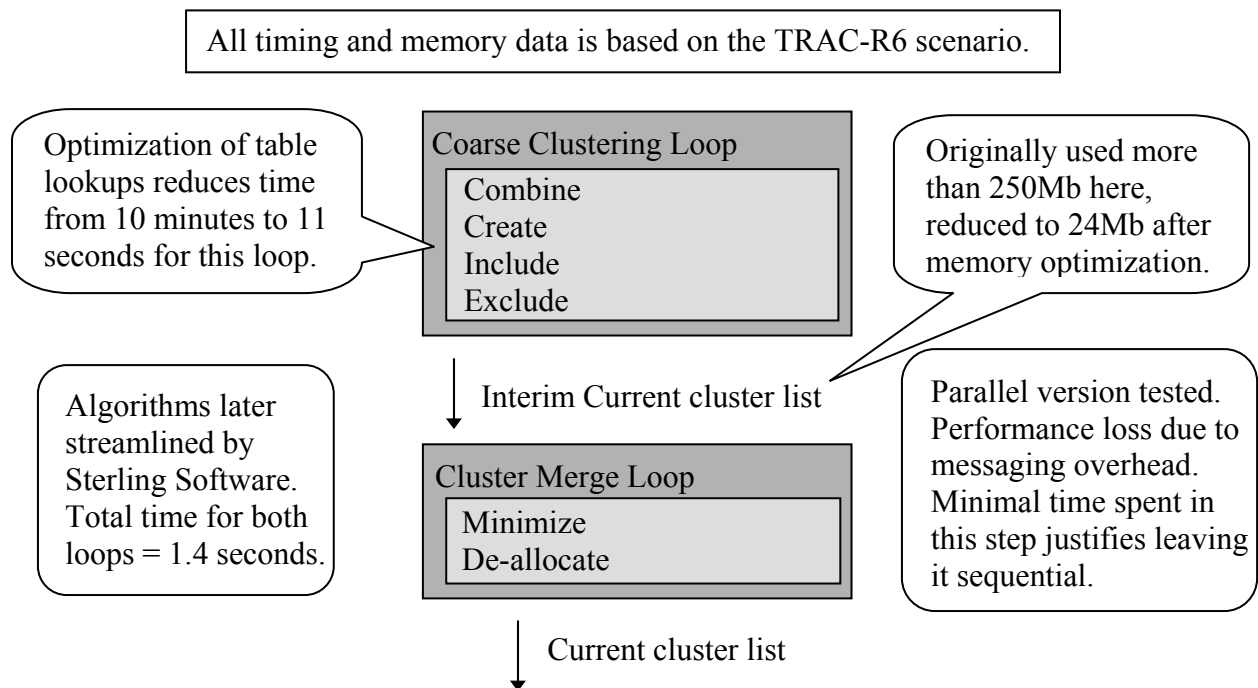 All timing and memory data is based on the TRAC-R6 scenario.
Optimization of table
lookups reduces time
from 10 minutes to 11
seconds for this loop.
Coarse Clustering Loop
Combine
Create
Include
Exclude
Originally used more
than 250Mb here,
reduced to 24Mb after
memory optimization.
Interim Current cluster list
Algorithms later
streamlined by
Sterling Software.
Total time for both
loops = 1.4 seconds.
Cluster Merge Loop
Minimize
De-allocate
Parallel version tested.
Performance loss due to
messaging overhead.
Minimal time spent in
this step justifies leaving
it sequential.
Current cluster list